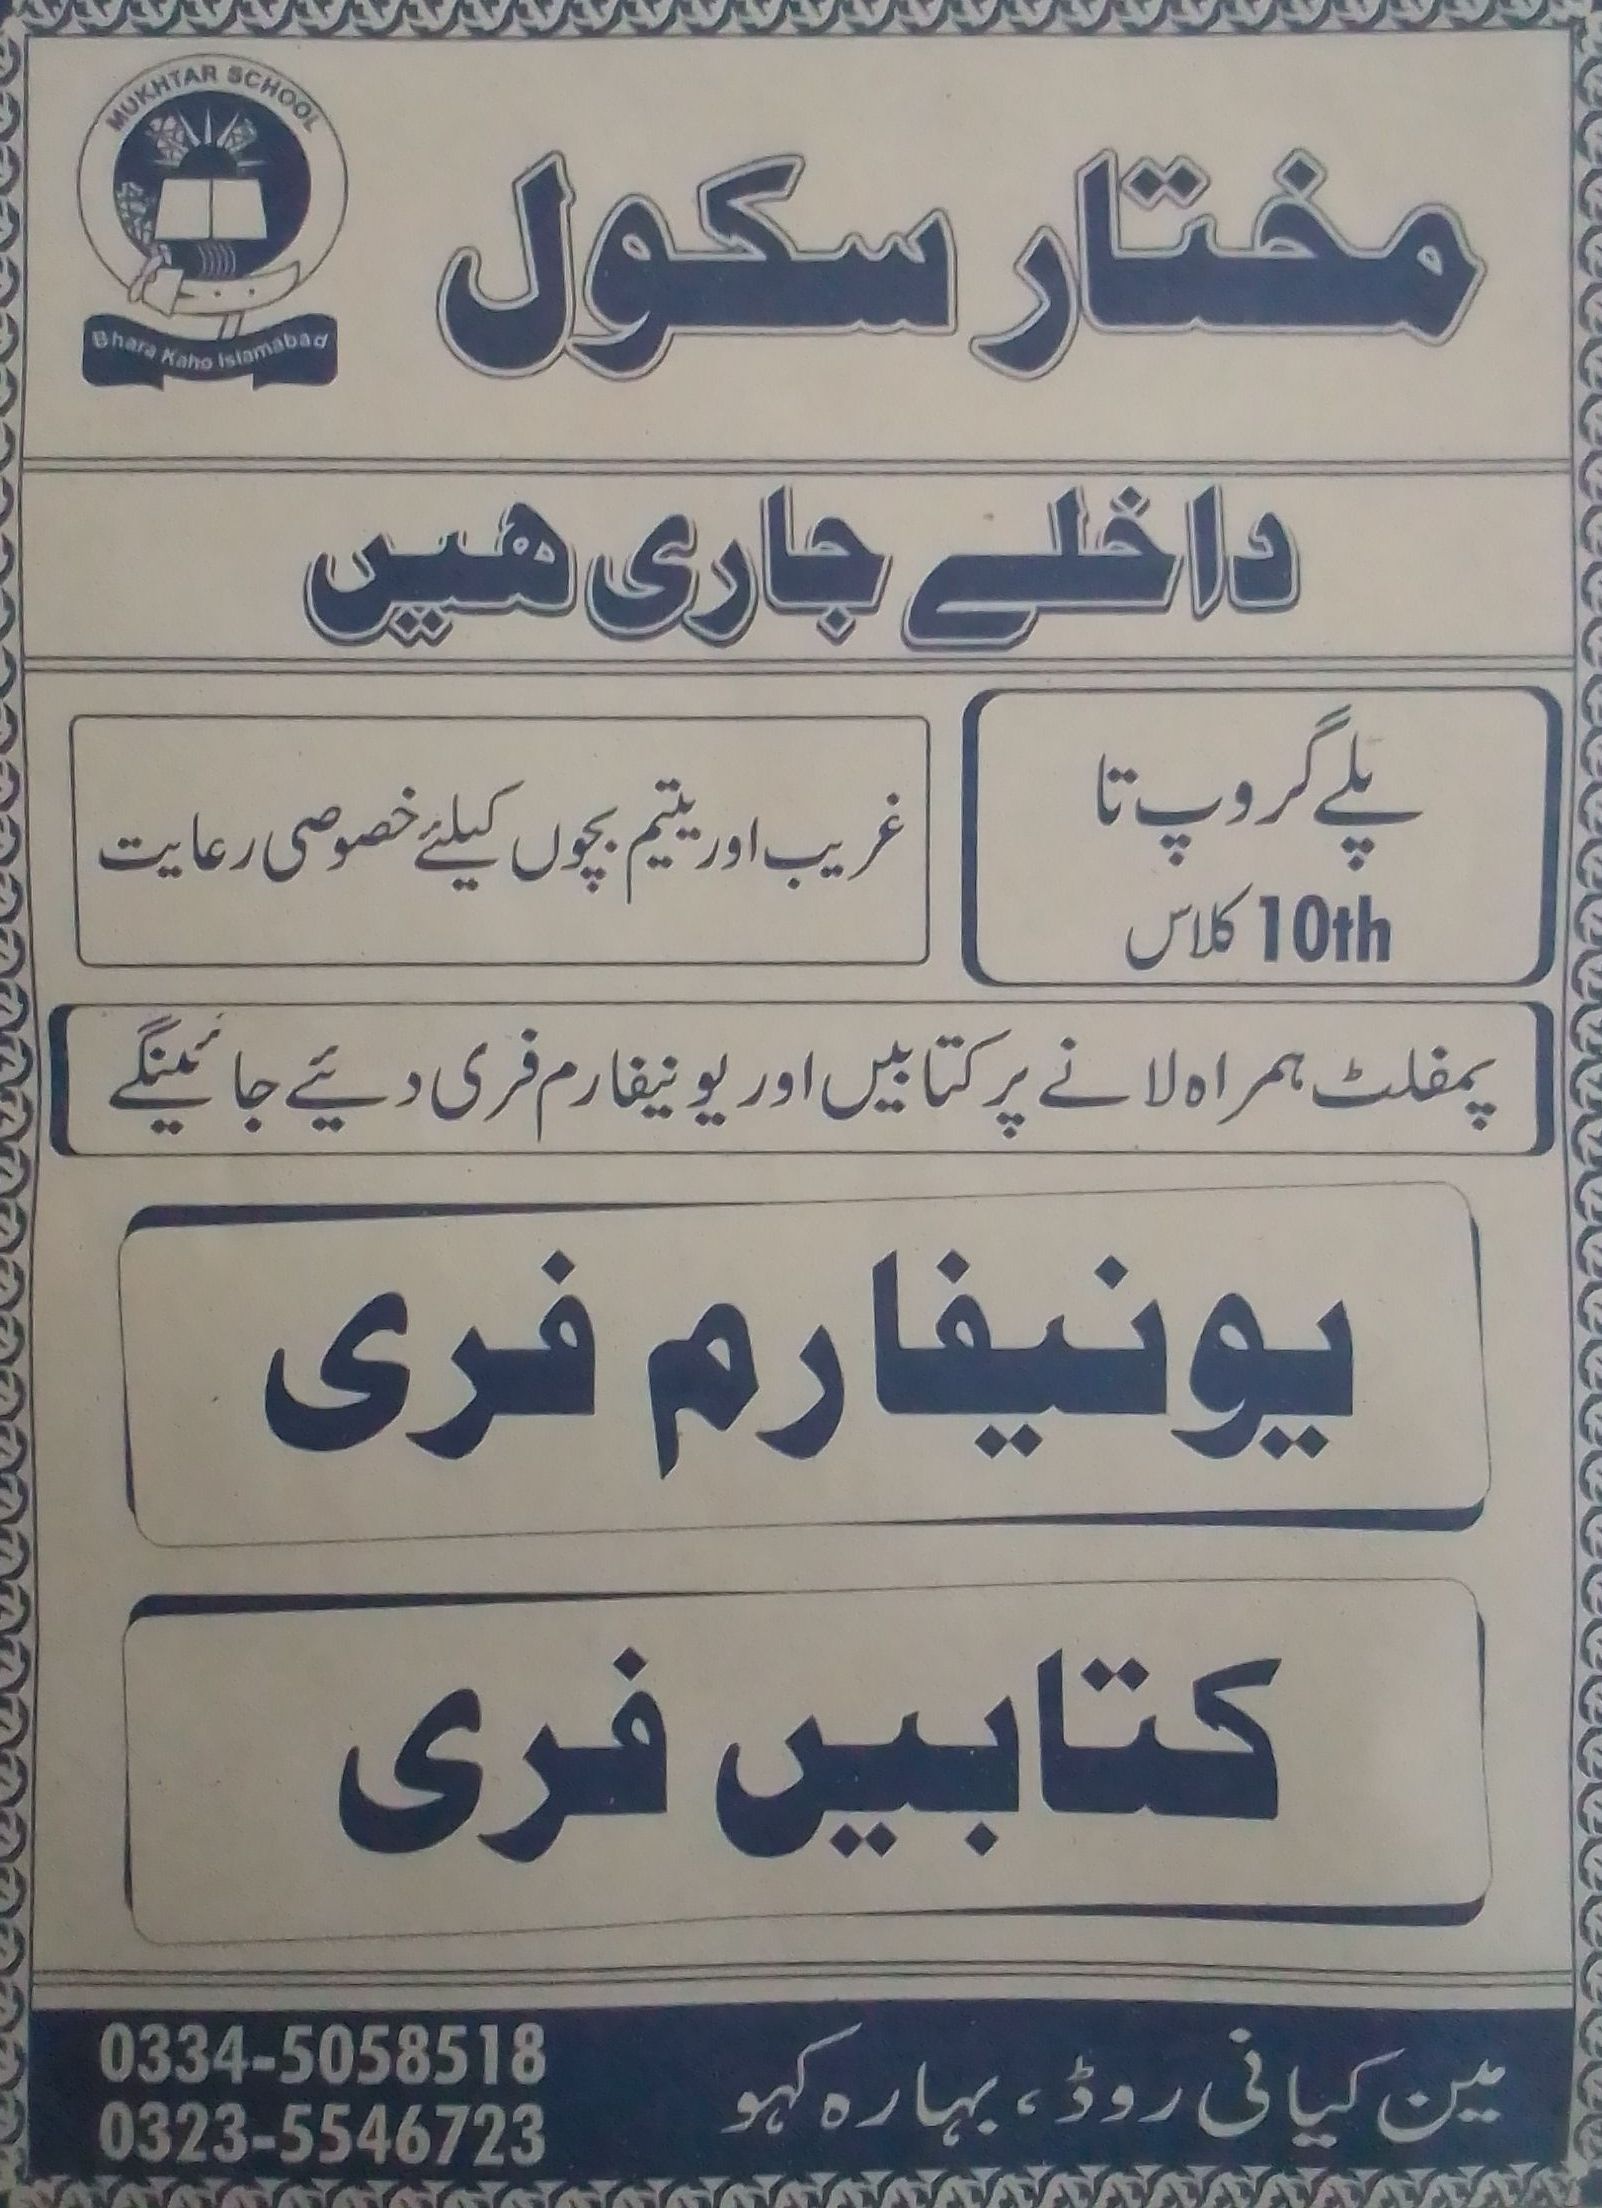 MUKHTAR SCHOOL
Bhara Kaho Islamabad
مختار سکول
داخلے جاری ھیں
پلے گروپ تا
10th کلاس
غریب اور یتیم بچوں کیلئے خصوصی رعایت
پمفلٹ ہمراہ لانے پر کتابیں اور یونیفارم فری دئیے جائینگے
یونیفارم فری
کتابیں فری
مین کیانی روڈ، بہارہ کہو
0334-5058518
0323-5546723